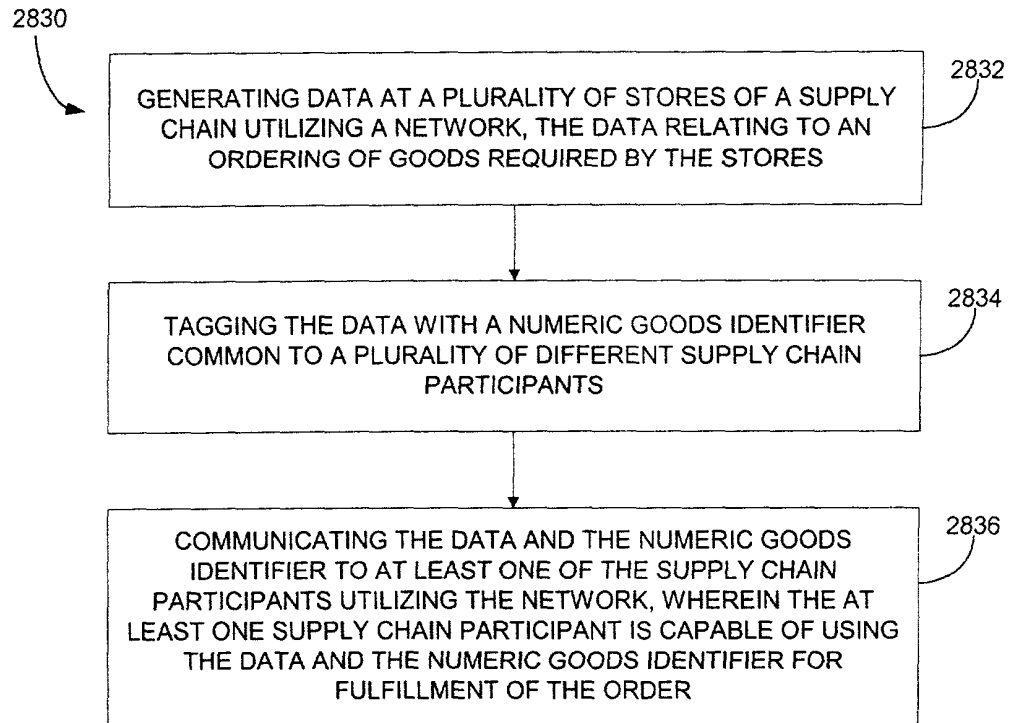 2830
2832
GENERATING DATA AT A PLURALITY OF STORES OF A SUPPLY
CHAIN UTILIZING A NETWORK, THE DATA RELATING TO AN
ORDERING OF GOODS REQUIRED BY THE STORES
2834
TAGGING THE DATA WITH A NUMERIC GOODS IDENTIFIER
COMMON TO A PLURALITY OF DIFFERENT SUPPLY CHAIN
PARTICIPANTS
2836
COMMUNICATING THE DATA AND THE NUMERIC GOODS
IDENTIFIER TO AT LEAST ONE OF THE SUPPLY CHAIN
PARTICIPANTS UTILIZING THE NETWORK, WHEREIN THE AT
LEAST ONE SUPPLY CHAIN PARTICIPANT IS CAPABLE OF USING
THE DATA AND THE NUMERIC GOODS IDENTIFIER FOR
FULFILLMENT OF THE ORDER